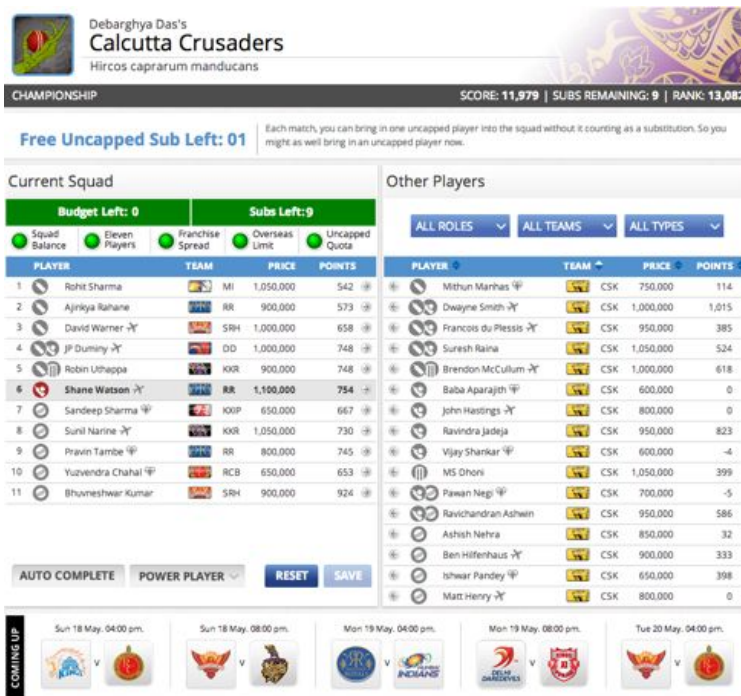 Debarghya Das's
Calcutta Crusaders
Hircos caprarum manducans
CHAMPIONSHIP SCORE: 11,979 | SUBS REMAINING: 9 | RANK: 13,082
Free Uncapped Sub Left: 01
Each match, you can bring in one uncapped player into the squad without it counting as a substitution. So you
might as well bring in an uncapped player now.
Current Squad
Budget Left: 0 Subs Left:9
Squad Balance Eleven Players Franchise Spread Overseas Limit Uncapped Quota
PLAYER TEAM PRICE POINTS
1 Rohit Sharma MI 1,050,000 542
2 Ajinkya Rahane RR 900,000 573
3 David Warner SRH 1,000,000 658
4 JP Duminy DD 1,000,000 748
5 Robin Uthappa KKR 900,000 748
6 Shane Watson RR 1,100,000 754
7 Sandeep Sharma KXIP 650,000 667
8 Sunil Narine KKR 1,050,000 730
9 Pravin Tambe RR 800,000 745
10 Yuzvendra Chahal RCB 650,000 653
11 Bhuvneshwar Kumar SRH 900,000 924
AUTO COMPLETE POWER PLAYER RESET SAVE
Other Players
ALL ROLES ALL TEAMS ALL TYPES
PLAYER TEAM PRICE POINTS
Mithun Manhas CSK 750,000 114
Dwayne Smith CSK 1,000,000 1,015
Francois du Plessis CSK 950,000 385
Suresh Raina CSK 1,050,000 524
Brendon McCullum CSK 1,000,000 618
Baba Aparajith CSK 600,000 0
John Hastings CSK 800,000 0
Ravindra Jadeja CSK 950,000 823
Vijay Shankar CSK 600,000 -4
MS Dhoni CSK 1,050,000 399
Pawan Negi CSK 700,000 -5
Ravichandran Ashwin CSK 950,000 586
Ashish Nehra CSK 850,000 32
Ben Hilfenhaus CSK 900,000 333
Ishwar Pandey CSK 650,000 398
Matt Henry CSK 800,000 0
COMING UP
Sun 18 May. 04:00 pm. Sun 18 May. 08:00 pm. Mon 19 May. 04:00 pm. Mon 19 May. 08:00 pm. Tue 20 May. 04:00 pm.
v v v v v
INDIANS
DELHI
DAREDEVILS